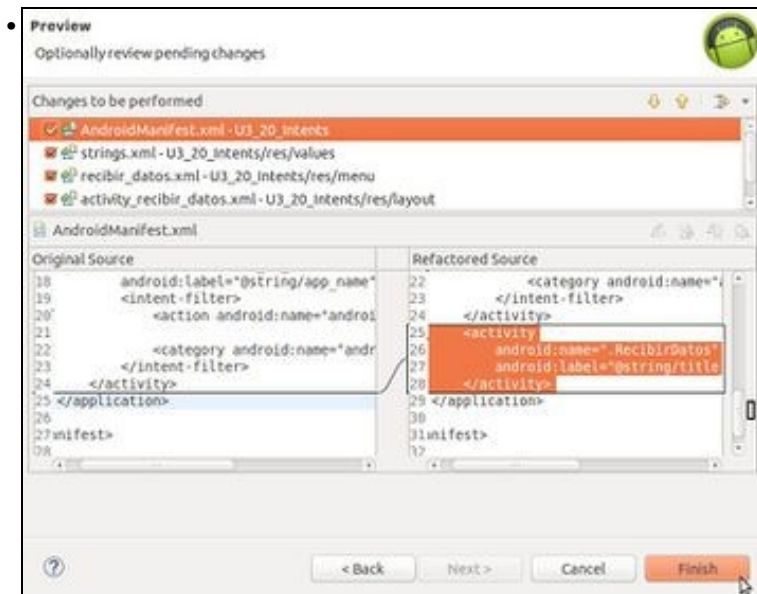 Preview
Optionally review pending changes
Changes to be performed
AndroidManifest.xml - U3_20_Intents
strings.xml - U3_20_Intents/res/values
recibir_datos.xml - U3_20_Intents/res/menu
activity_recibir_datos.xml - U3_20_Intents/res/layout
AndroidManifest.xml
Original Source
18 android:label="@string/app_name"
19 <intent-filter>
20 <action android:name="androi
21
22 <category android:name="andr
23 </intent-filter>
24 </activity>
25 </application>
26
27 nifest>
28
Refactored Source
22 <category android:name="a
23 </intent-filter>
24 </activity>
25 <activity
26 android:name=".RecibirDatos"
27 android:label="@string/title
28 </activity>
29 </application>
30
31 nifest>
32
< Back
Next >
Cancel
Finish